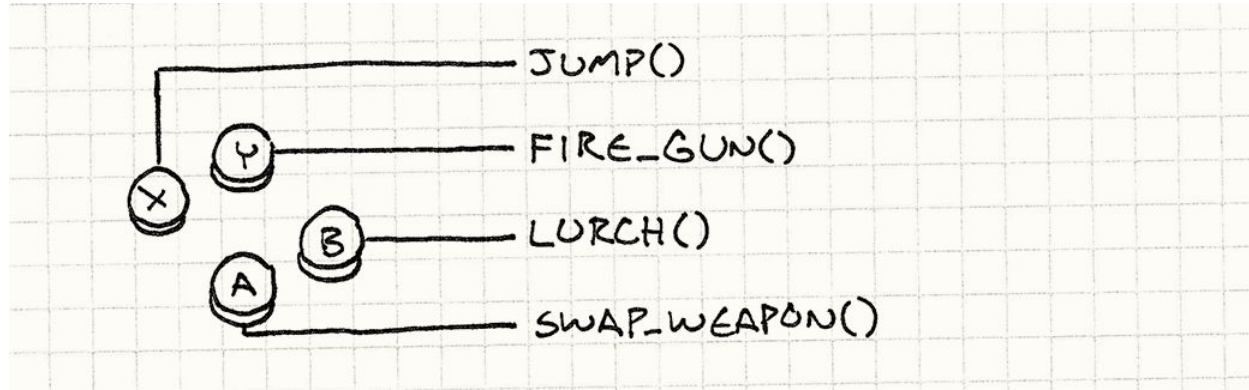 JUMP()
Y FIRE_GUN()
X
B LURCH()
A
SWAP_WEAPON()